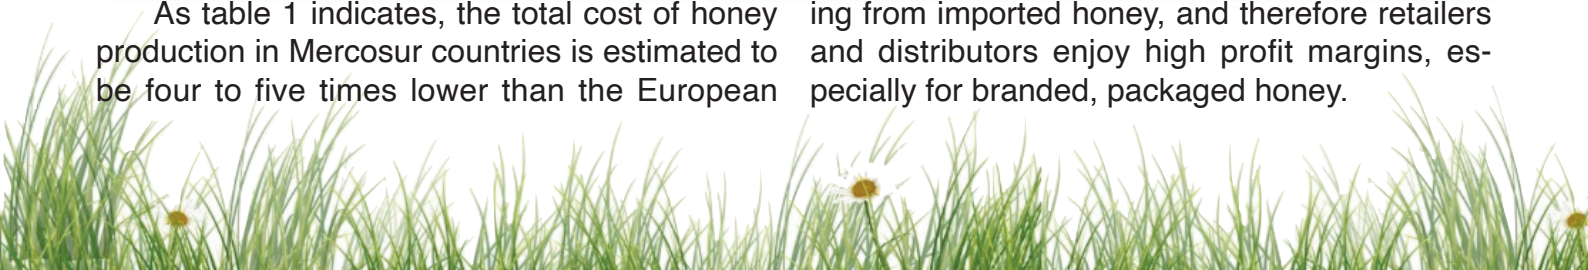 As table 1 indicates, the total cost of honey
production in Mercosur countries is estimated to
be four to five times lower than the European
ing from imported honey, and therefore retailers
and distributors enjoy high profit margins, es-
pecially for branded, packaged honey.